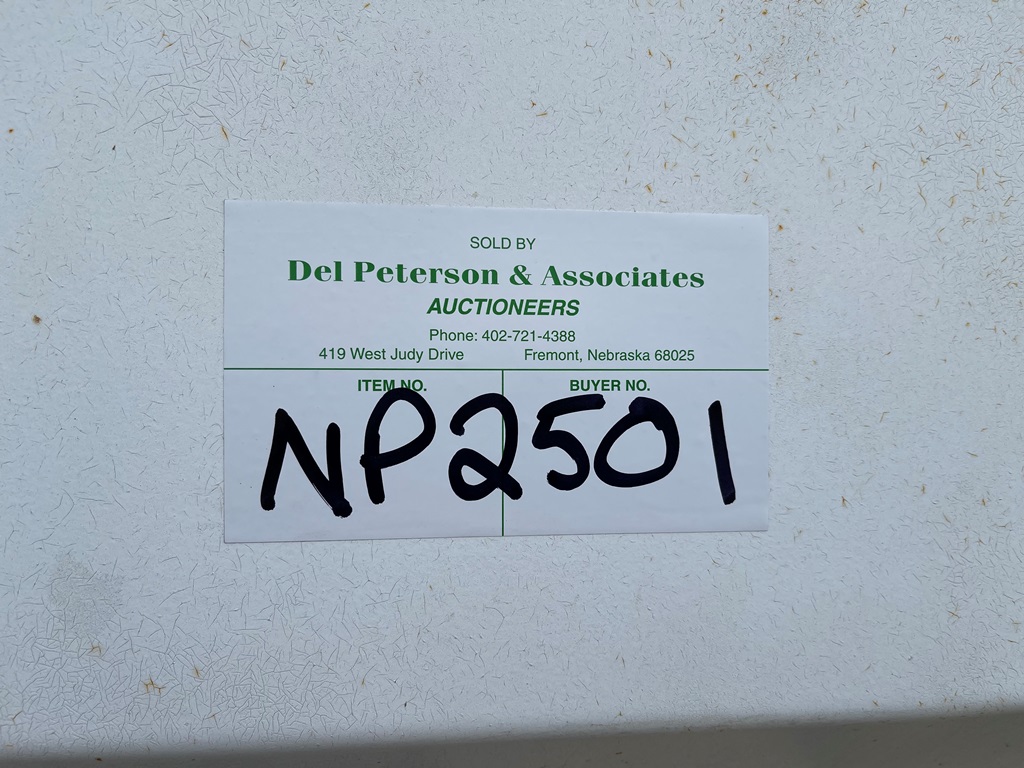 SOLD BY
Del Peterson & Associates
AUCTIONEERS
Phone: 402-721-4388
419 West Judy Drive Fremont, Nebraska 68025
ITEM NO. BUYER NO.
NP2501